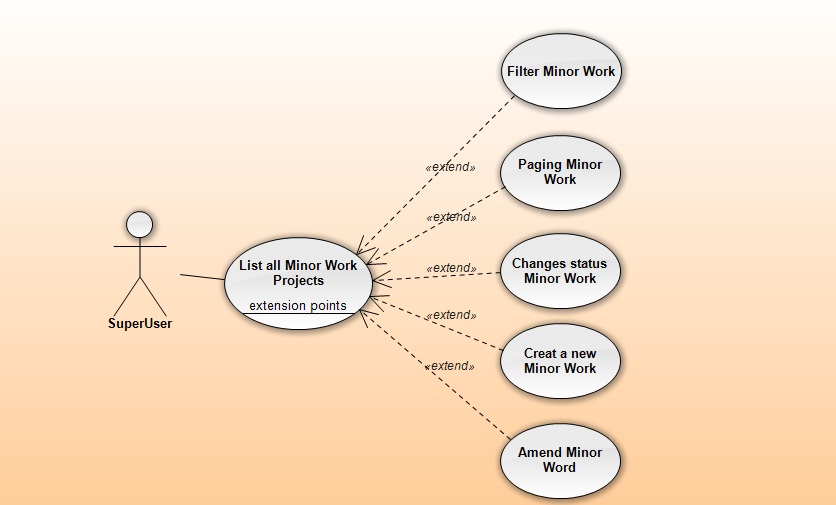 Filter Minor Work
«extend»
Paging Minor
Work
«extend»
List all Minor Work
Projects
extension points
SuperUser
«extend»
Changes status
Minor Work
«extend»
Creat a new
Minor Work
«extend»
Amend Minor
Word